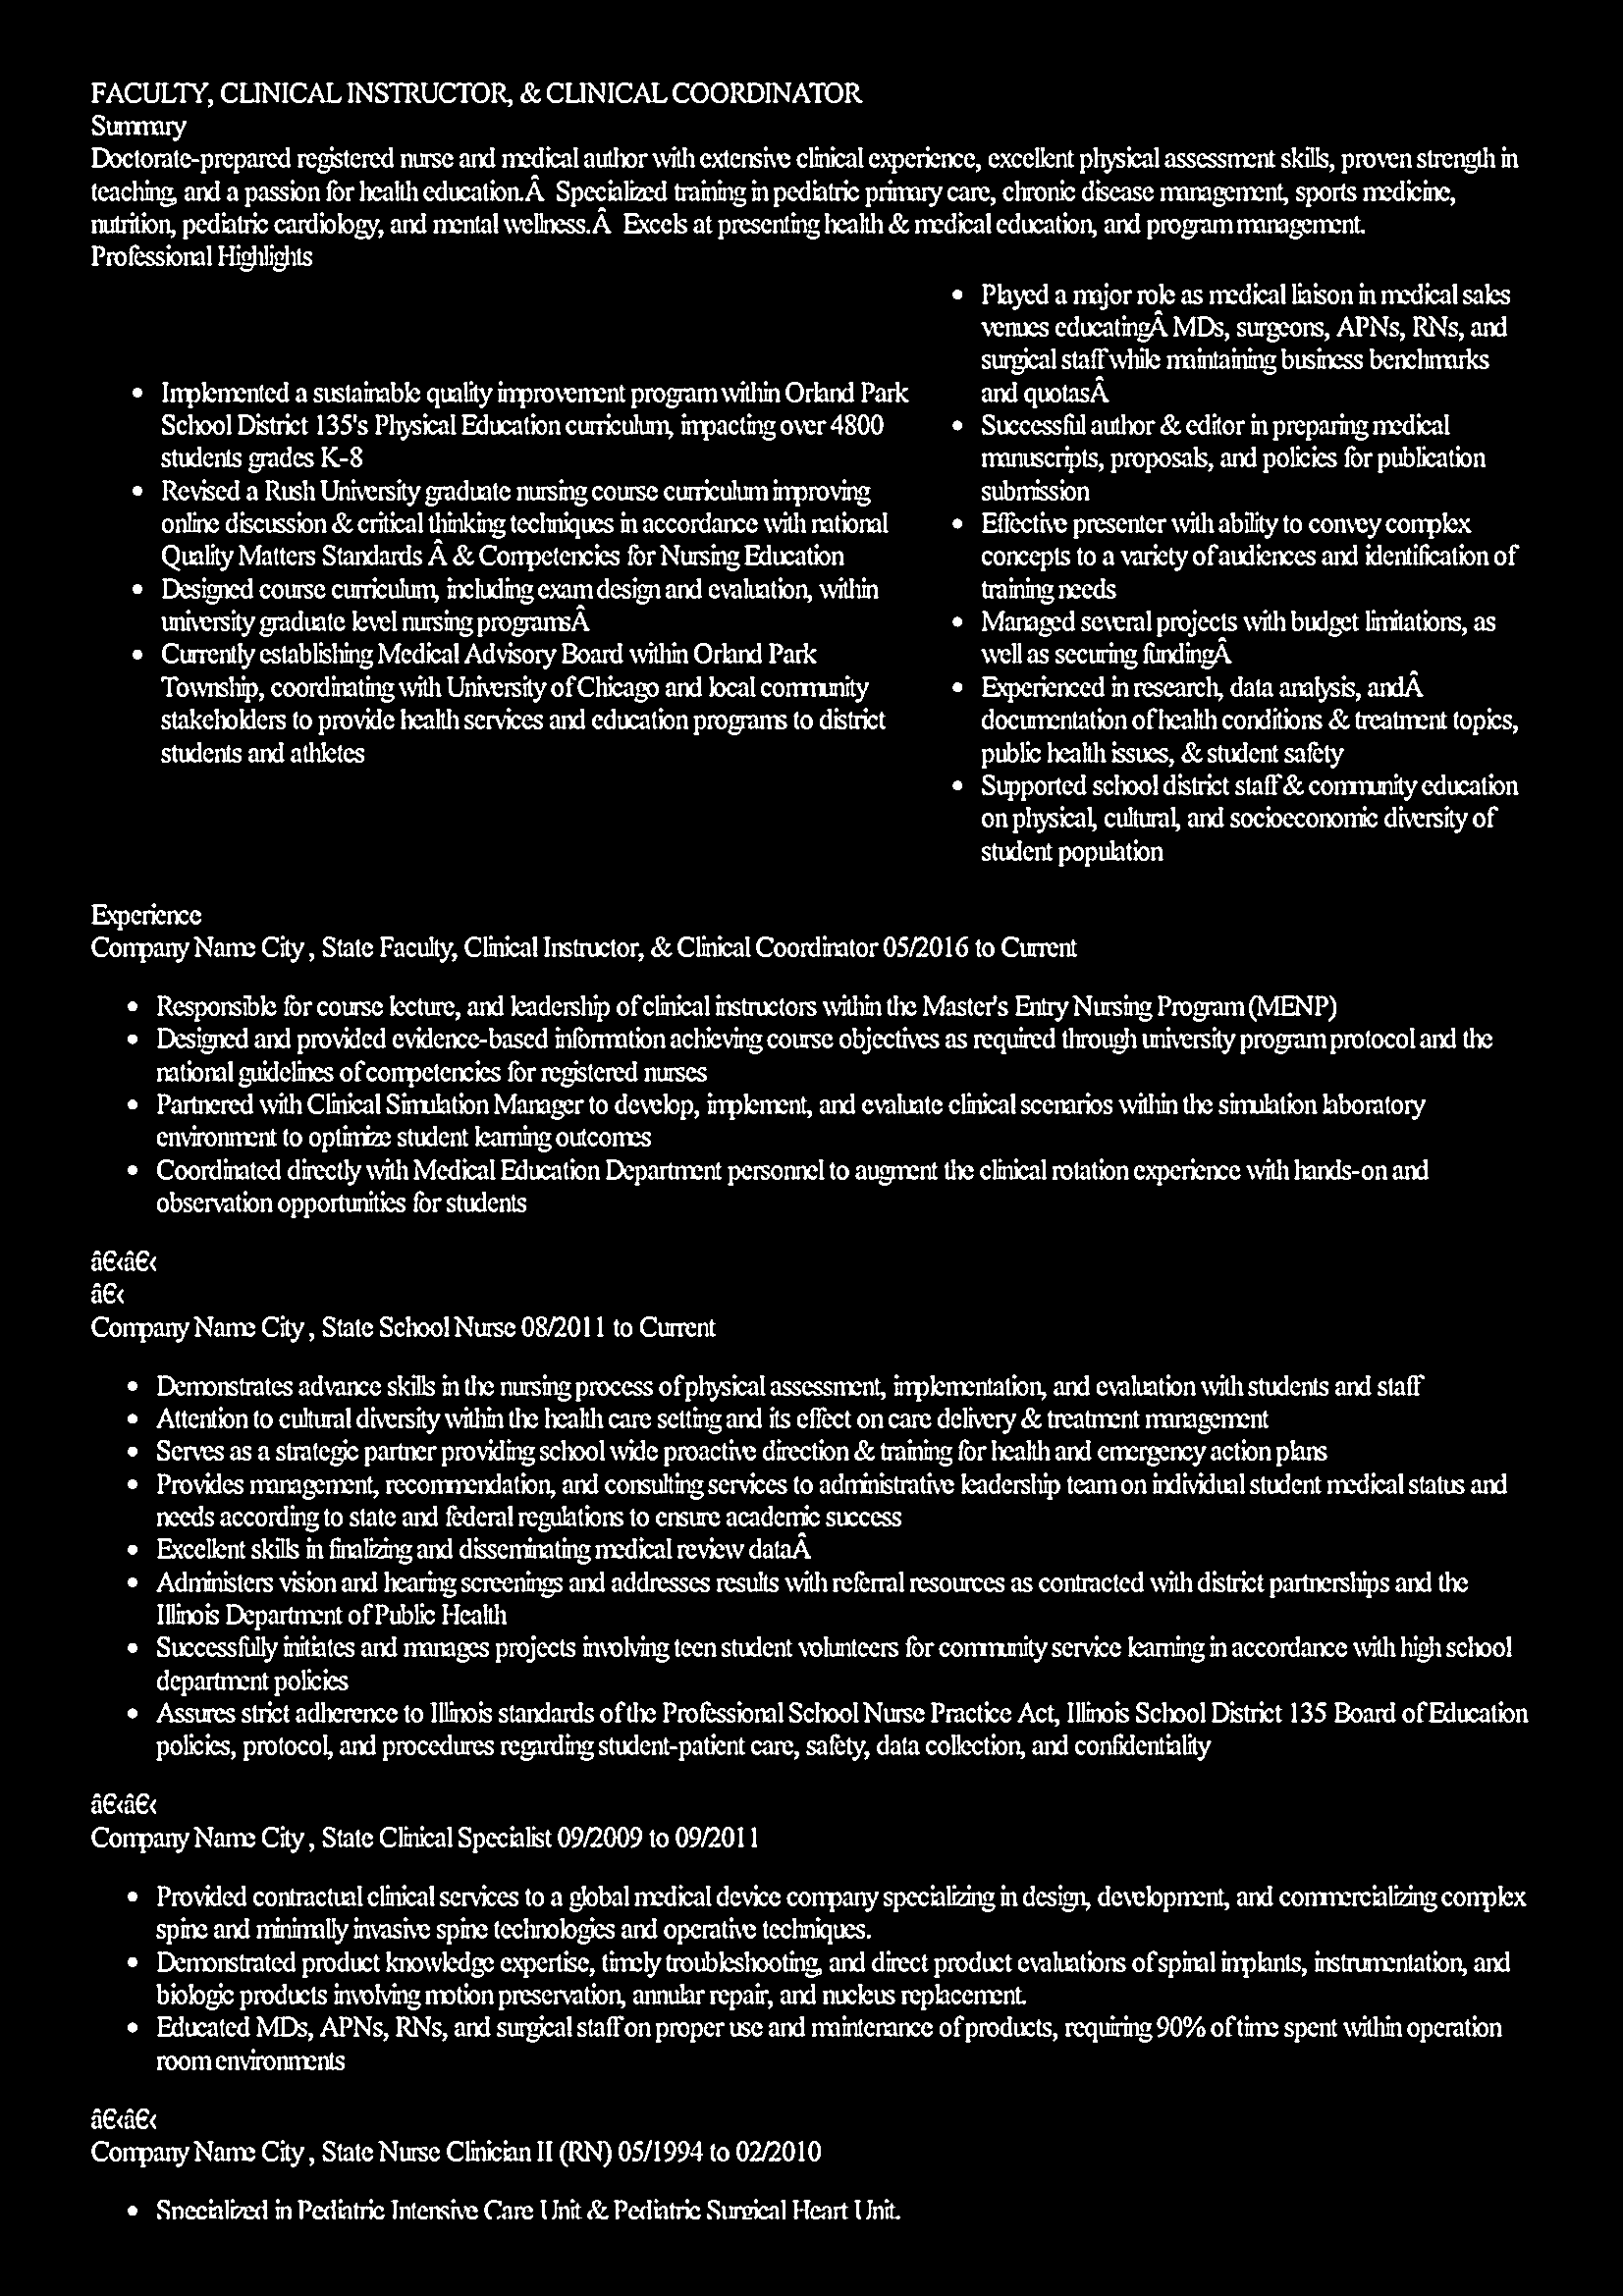 FACULTY, CLINICAL INSTRUCTOR, & CLINICAL COORDINATOR
Summary
Doctorate-prepared registered nurse and medical author with extensive clinical experience, excellent physical assessment skills, proven strength in
teaching, and a passion for health education.Â  Specialized training in pediatric primary care, chronic disease management, sports medicine,
nutrition, pediatric cardiology, and mental wellness.Â  Excels at presenting health & medical education, and program management.
Professional Highlights
• Implemented a sustainable quality improvement program within Orland Park
School District 135's Physical Education curriculum, impacting over 4800
students grades K-8
• Revised a Rush University graduate nursing course curriculum improving
online discussion & critical thinking techniques in accordance with national
Quality Matters Standards Â & Competencies for Nursing Education
• Designed course curriculum, including exam design and evaluation, within
university graduate level nursing programsÂ
• Currently establishing Medical Advisory Board within Orland Park
Township, coordinating with University of Chicago and local community
stakeholders to provide health services and education programs to district
students and athletes
• Played a major role as medical liaison in medical sales
venues educatingÂ MDs, surgeons, APNs, RNs, and
surgical staff while maintaining business benchmarks
and quotasÂ
• Successful author & editor in preparing medical
manuscripts, proposals, and policies for publication
submission
• Effective presenter with ability to convey complex
concepts to a variety of audiences and identification of
training needs
• Managed several projects with budget limitations, as
well as securing fundingÂ
• Experienced in research, data analysis, andÂ
documentation of health conditions & treatment topics,
public health issues, & student safety
• Supported school district staff & community education
on physical, cultural, and socioeconomic diversity of
student population
Experience
Company Name City , State Faculty, Clinical Instructor, & Clinical Coordinator 05/2016 to Current
• Responsible for course lecture, and leadership of clinical instructors within the Master's Entry Nursing Program (MENP)
• Designed and provided evidence-based information achieving course objectives as required through university program protocol and the
national guidelines of competencies for registered nurses
• Partnered with Clinical Simulation Manager to develop, implement, and evaluate clinical scenarios within the simulation laboratory
environment to optimize student learning outcomes
• Coordinated directly with Medical Education Department personnel to augment the clinical rotation experience with hands-on and
observation opportunities for students
â€‹â€‹
â€‹
Company Name City , State School Nurse 08/2011 to Current
• Demonstrates advance skills in the nursing process of physical assessment, implementation, and evaluation with students and staff
• Attention to cultural diversity within the health care setting and its effect on care delivery & treatment management
• Serves as a strategic partner providing school wide proactive direction & training for health and emergency action plans
• Provides management, recommendation, and consulting services to administrative leadership team on individual student medical status and
needs according to state and federal regulations to ensure academic success
• Excellent skills in finalizing and disseminating medical review dataÂ
• Administers vision and hearing screenings and addresses results with referral resources as contracted with district partnerships and the
Illinois Department of Public Health
• Successfully initiates and manages projects involving teen student volunteers for community service learning in accordance with high school
department policies
• Assures strict adherence to Illinois standards of the Professional School Nurse Practice Act, Illinois School District 135 Board of Education
policies, protocol, and procedures regarding student-patient care, safety, data collection, and confidentiality
â€‹â€‹
Company Name City , State Clinical Specialist 09/2009 to 09/2011
• Provided contractual clinical services to a global medical device company specializing in design, development, and commercializing complex
spine and minimally invasive spine technologies and operative techniques.
• Demonstrated product knowledge expertise, timely troubleshooting, and direct product evaluations of spinal implants, instrumentation, and
biologic products involving motion preservation, annular repair, and nucleus replacement.
• Educated MDs, APNs, RNs, and surgical staff on proper use and maintenance of products, requiring 90% of time spent within operation
room environments
â€‹â€‹
Company Name City , State Nurse Clinician II (RN) 05/1994 to 02/2010
• Specialized in Pediatric Intensive Care Unit & Pediatric Surgical Heart Unit.